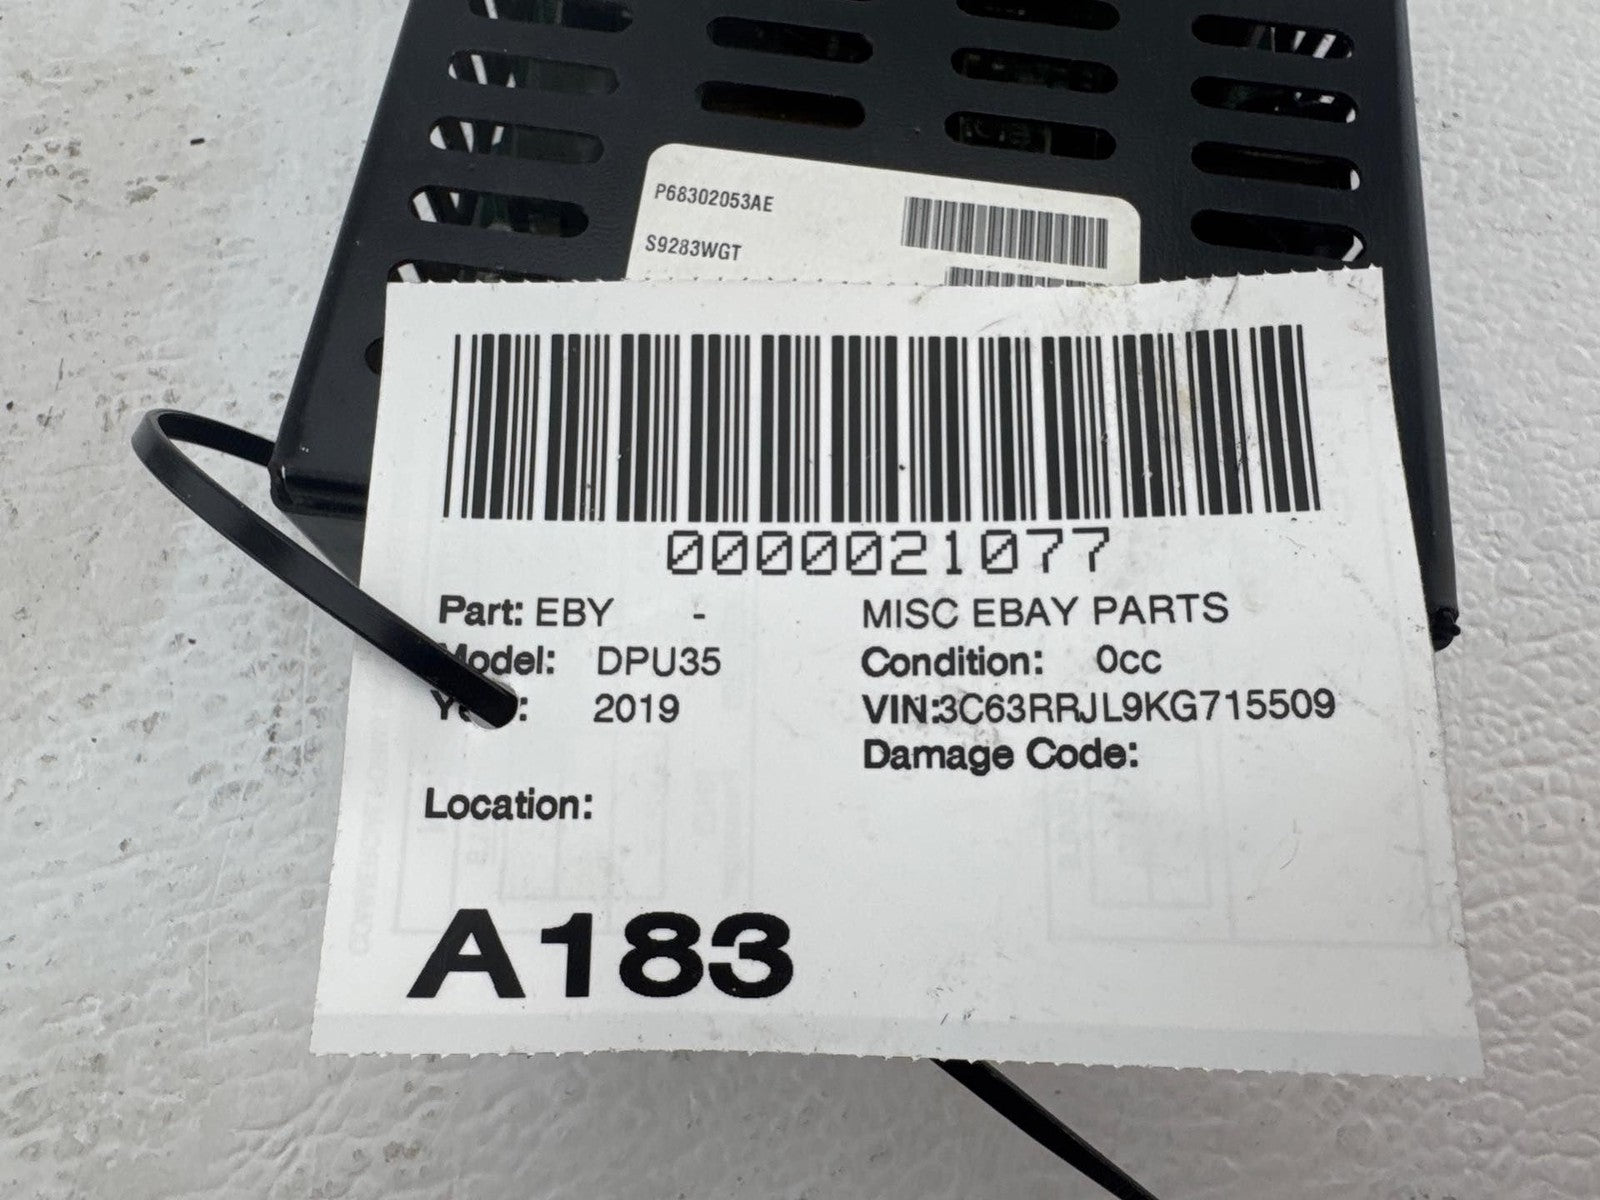 P68302053AE
S9283WGT
0000021077
Part: EBY - MISC EBAY PARTS
Model: DPU35 Condition: 0cc
2019 VIN:3C63RRJL9KG715509
Damage Code:
Location:
A183